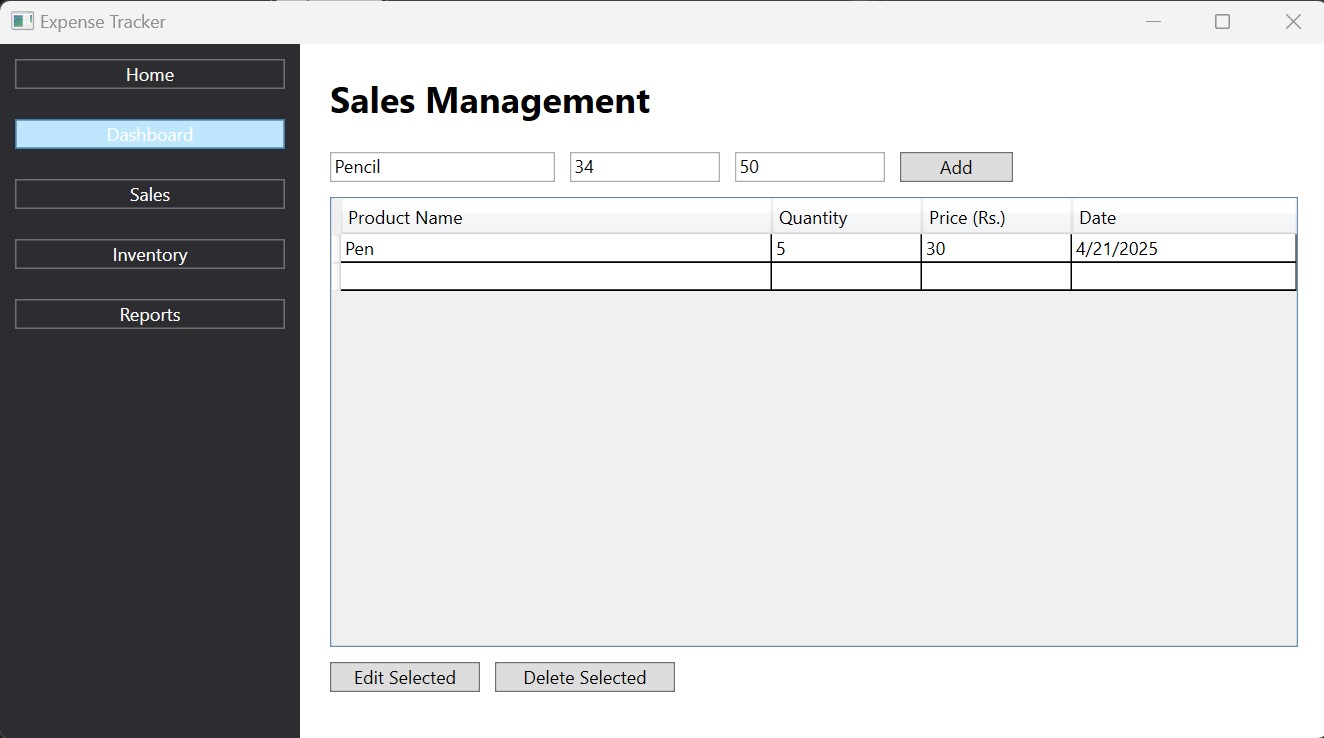 Expense Tracker
Home
Dashboard
Sales
Inventory
Reports
Sales Management
Pencil 34 50 Add
Product Name Quantity Price (Rs.) Date
Pen 5 30 4/21/2025
Edit Selected Delete Selected